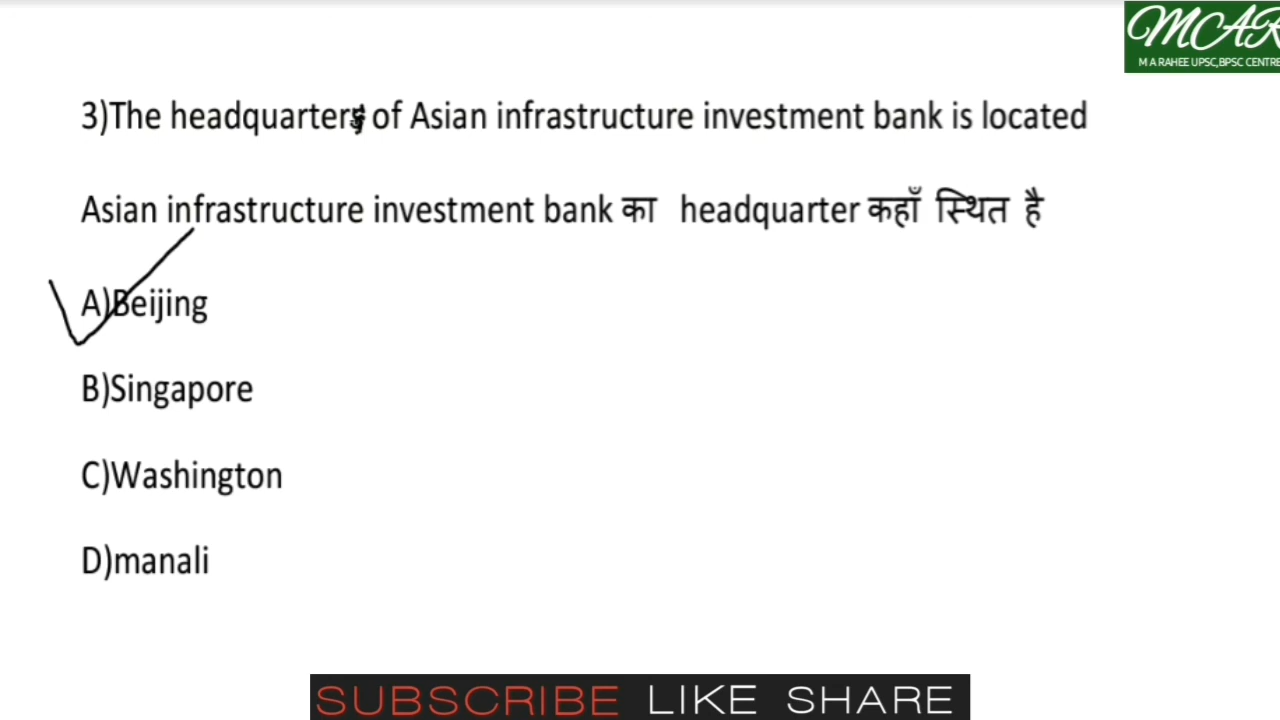 MCAR
M A RAHEE UPSC,BPSC CENTRE
3)The headquarters of Asian infrastructure investment bank is located
Asian infrastructure investment bank का headquarter कहाँ स्थित है
A)Beijing
B)Singapore
C)Washington
D)manali
SUBSCRIBE LIKE SHARE